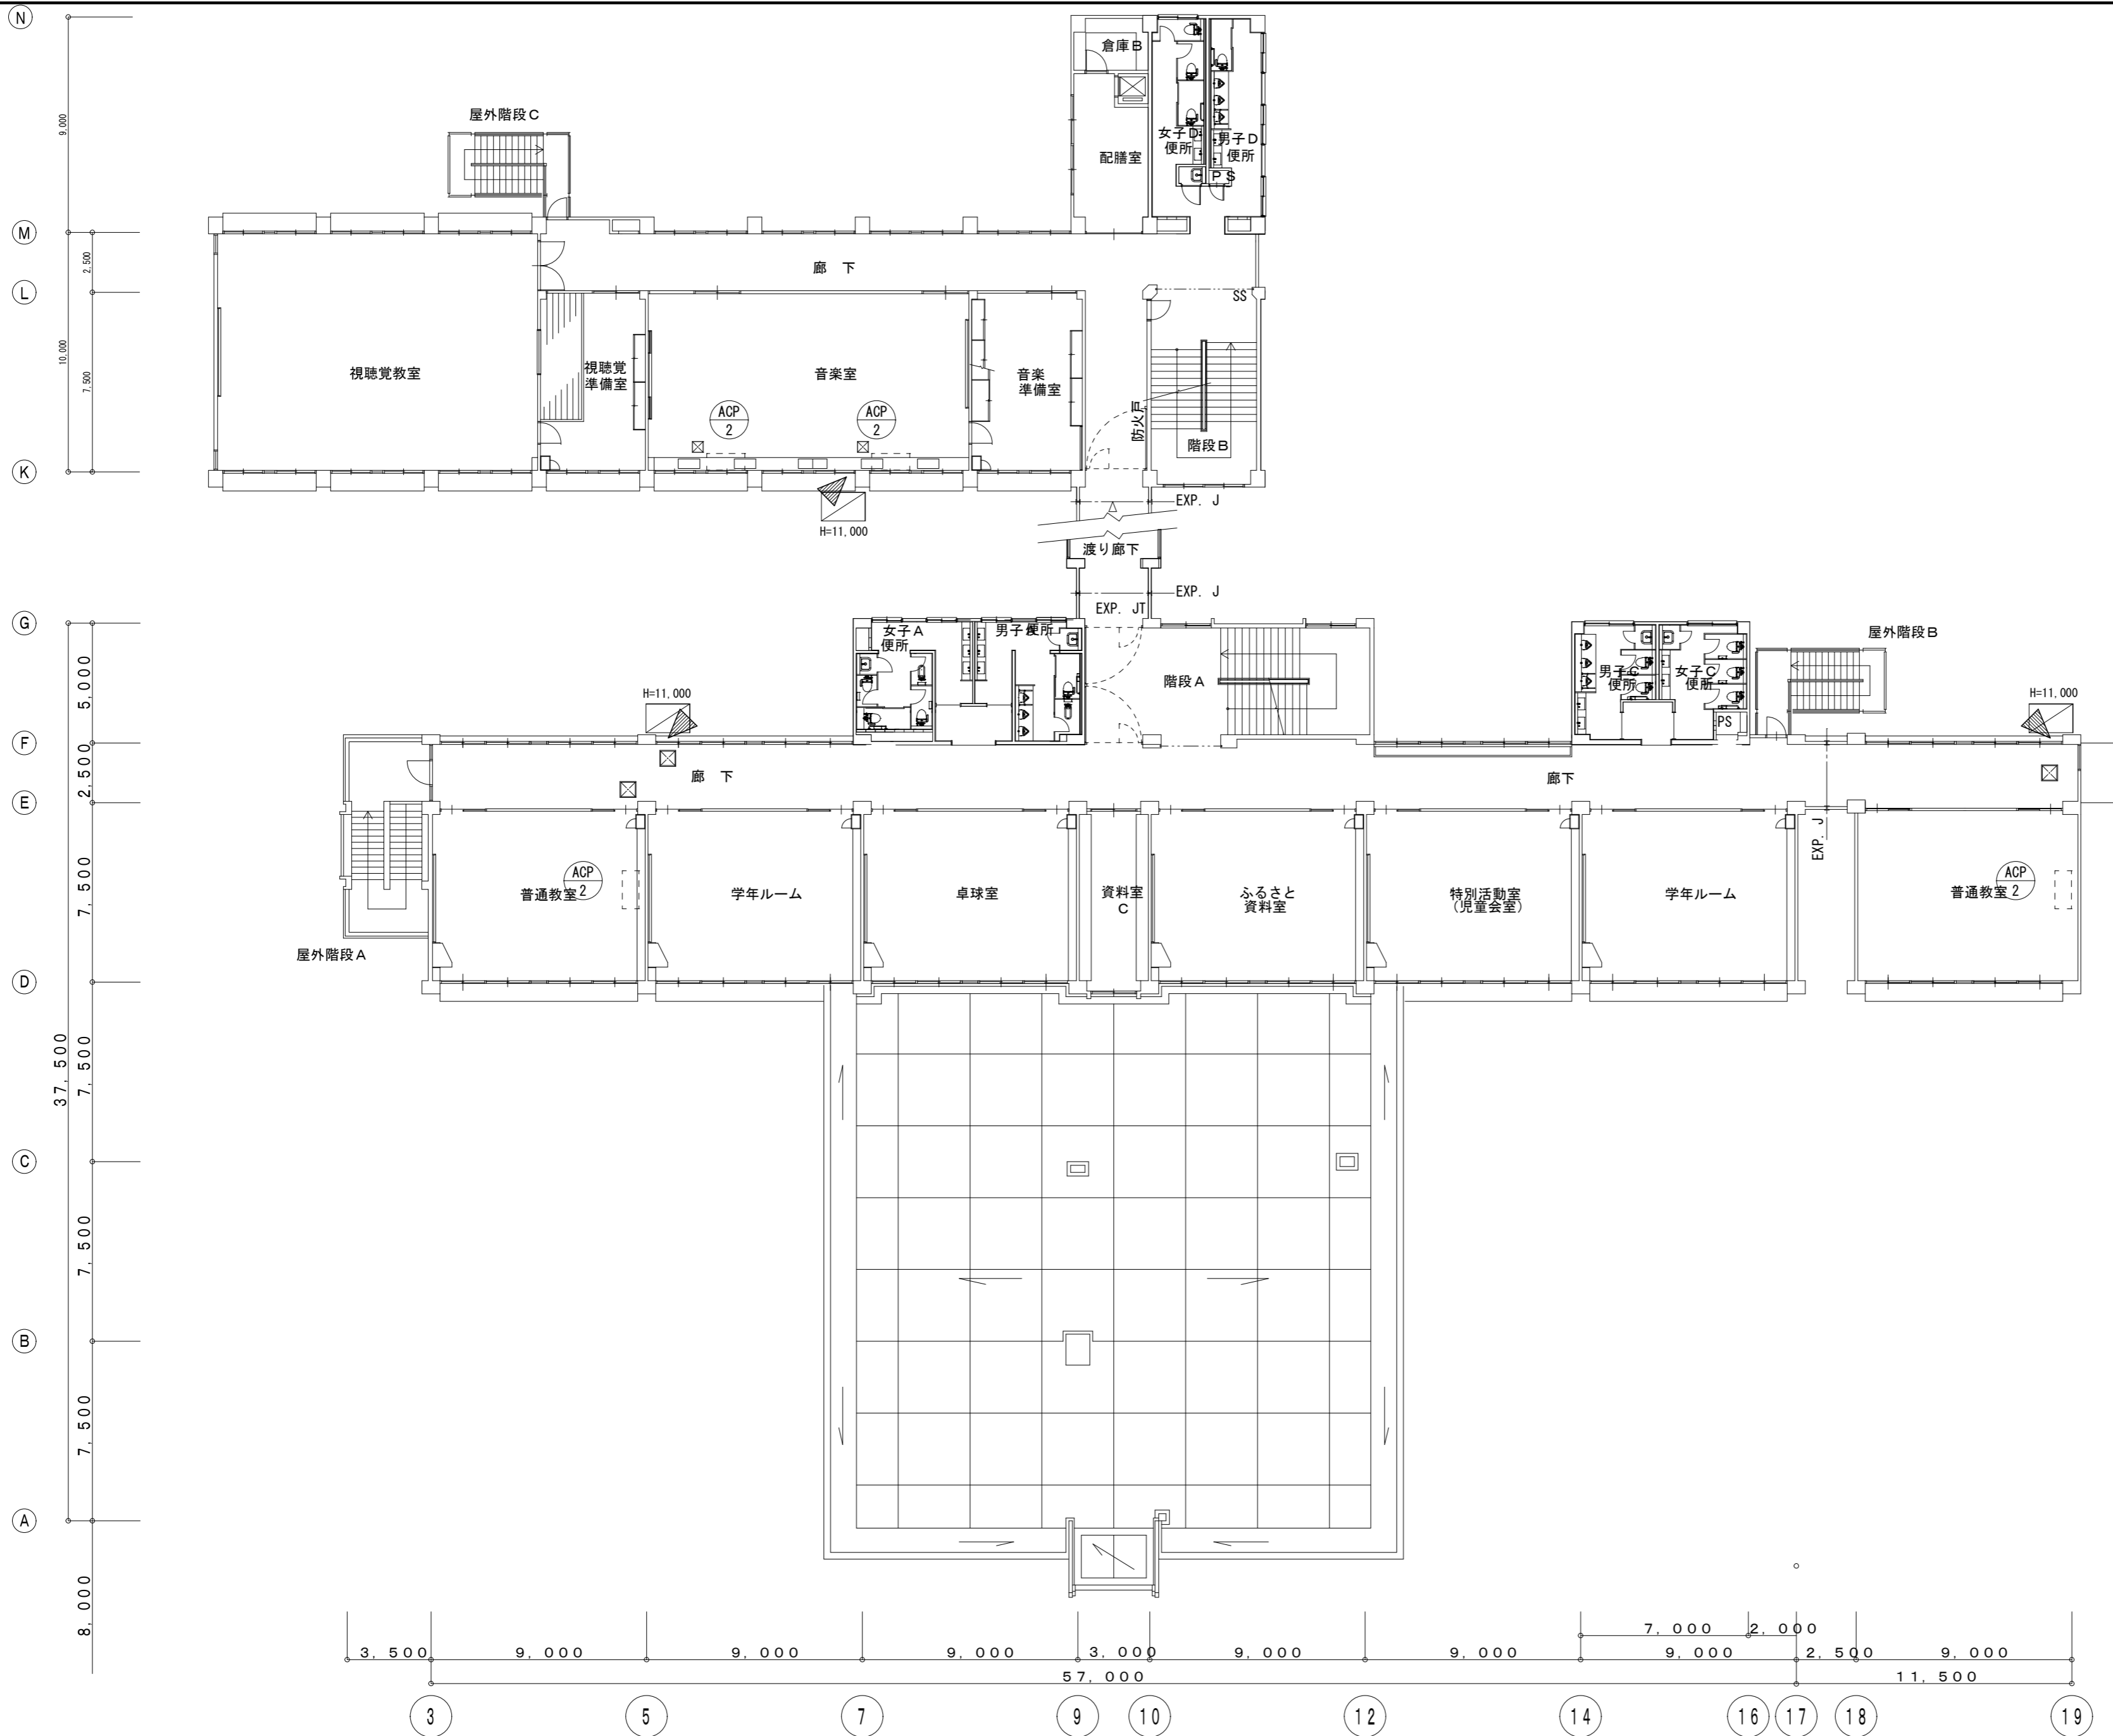 N
9,000
倉庫B
屋外階段C
女子D
便所
男子D
便所
配膳室
PS
M
2,500
廊 下
L
SS
10,000
7,500
視聴覚教室
視聴覚
準備室
音楽室
音楽
準備室
ACP
2
ACP
2
防火戸
階段B
K
EXP. J
H=11,000
渡り廊下
EXP. J
EXP. JT
G
女子A
便所
男子
便所
屋外階段B
5,000
階段A
男子C
便所
女子C
便所
H=11,000
H=11,000
PS
F
2,500
廊 下
廊下
E
EXP. J
7,500
ACP
2
普通教室
学年ルーム
卓球室
資料室
C
ふるさと
資料室
特別活動室
(児童会室)
学年ルーム
普通教室
ACP
2
屋外階段A
D
37,500
7,500
C
7,500
B
7,500
A
8,000
7,000
2,000
3,500
9,000
9,000
9,000
3,000
9,000
9,000
9,000
2,500
9,000
57,000
11,500
3
5
7
9
10
12
14
16
17
18
19